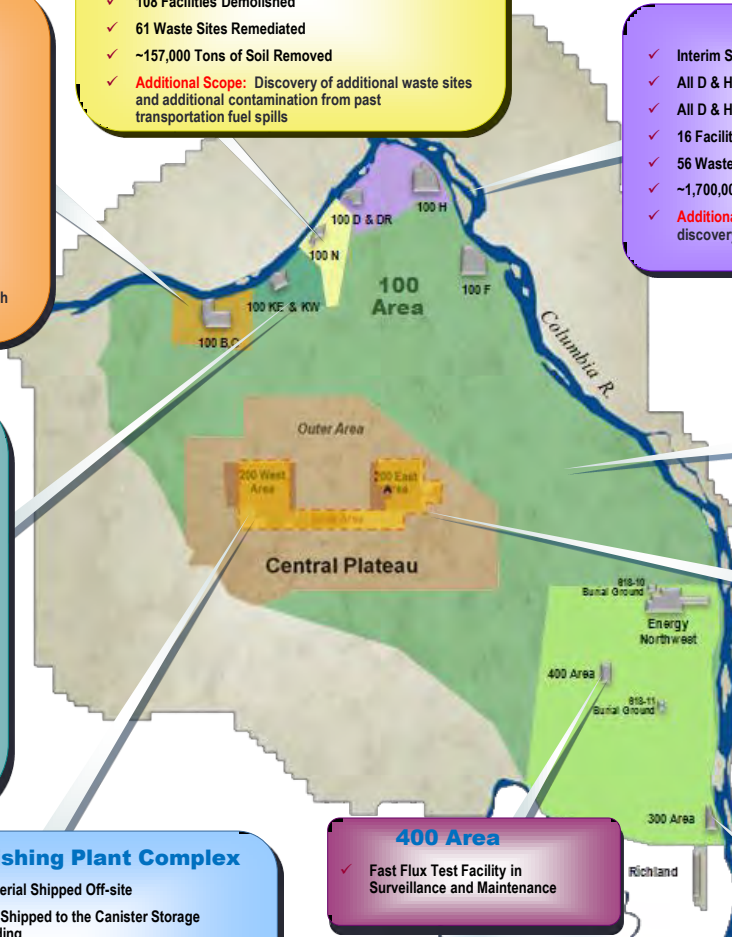 108 Facilities Demolished
✓ 61 Waste Sites Remediated
✓ ~157,000 Tons of Soil Removed
✓ Additional Scope: Discovery of additional waste sites
and additional contamination from past
transportation fuel spills
✓ Interim S
✓ All D & H
✓ All D & H
✓ 16 Facilit
✓ 56 Waste
✓ ~1,700,00
✓ Additiona
discovery
h
100 D & DR
100 H
100 N
100 F
100 KE & KW
100 B,C
100
Area
Columbia R.
Outer Area
200 West
Area
200 East
Area
Central Plateau
618-10
Burial Ground
Energy
Northwest
400 Area
618-11
Burial Ground
300 Area
Richland
shing Plant Complex
erial Shipped Off-site
Shipped to the Canister Storage
ding
400 Area
✓ Fast Flux Test Facility in
Surveillance and Maintenance